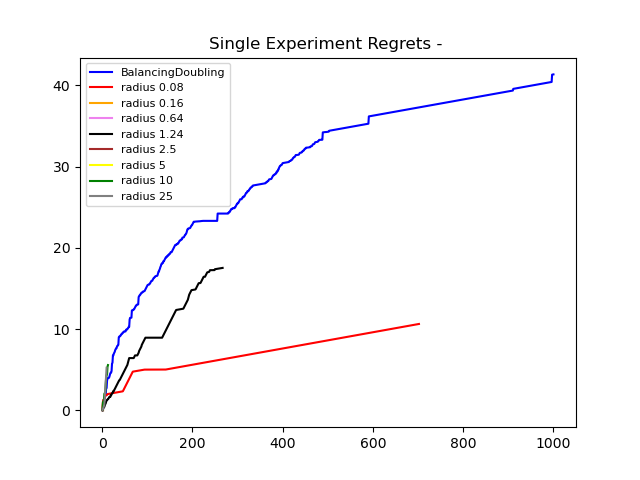 Single Experiment Regrets -
BalancingDoubling
radius 0.08
radius 0.16
radius 0.64
radius 1.24
radius 2.5
radius 5
radius 10
radius 25
40
30
20
10
0
0 200 400 600 800 1000